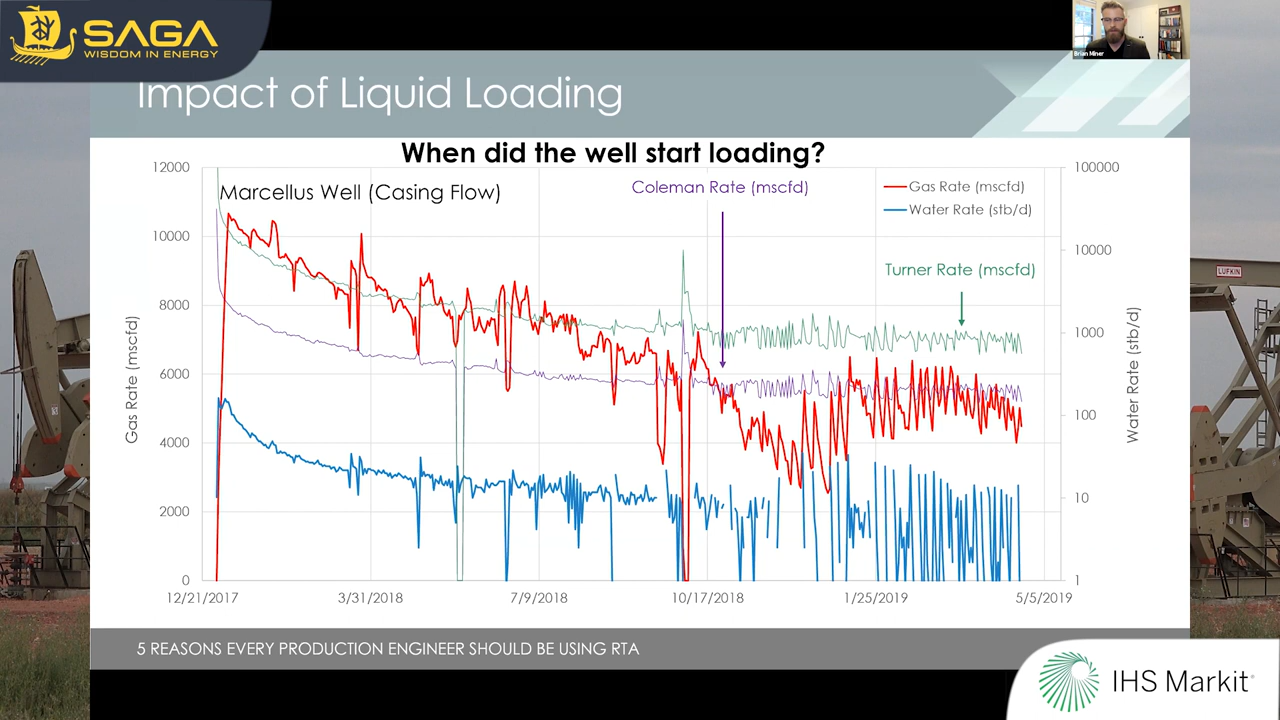 SAGA
WISDOM IN ENERGY
Brian Miner
Impact of Liquid Loading
When did the well start loading?
12000
10000
8000
6000
4000
2000
0
Gas Rate (mscfd)
Marcellus Well (Casing Flow)
Coleman Rate (mscfd)
Gas Rate (mscfd)
Water Rate (stb/d)
Turner Rate (mscfd)
100000
10000
1000
100
10
1
Water Rate (stb/d)
12/21/2017
3/31/2018
7/9/2018
10/17/2018
1/25/2019
5/5/2019
LUFKIN
5 REASONS EVERY PRODUCTION ENGINEER SHOULD BE USING RTA
IHS Markit®